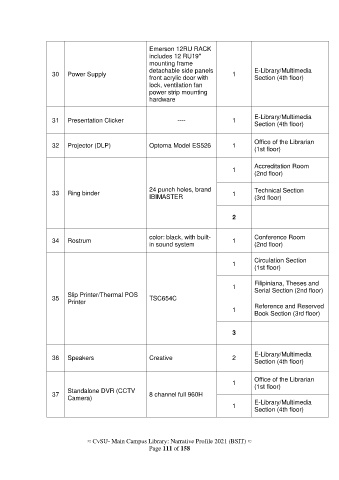 Emerson 12RU RACK
includes 12 RU19"
mounting frame
detachable side panels
30 Power Supply front acrylic door with 1 E-Library/Multimedia
lock, ventilation fan Section (4th floor)
power strip mounting
hardware
31 Presentation Clicker ---- 1 E-Library/Multimedia
Section (4th floor)
32 Projector (DLP) Optoma Model ES526 1 Office of the Librarian
(1st floor)
1 Accreditation Room
(2nd floor)
33 Ring binder 24 punch holes, brand 1 Technical Section
IBIMASTER (3rd floor)
2
34 Rostrum color: black, with built- 1 Conference Room
in sound system (2nd floor)
1 Circulation Section
(1st floor)
1 Filipiniana, Theses and
Serial Section (2nd floor)
35 Slip Printer/Thermal POS TSC654C
Printer
1 Reference and Reserved
Book Section (3rd floor)
3
36 Speakers Creative 2 E-Library/Multimedia
Section (4th floor)
1 Office of the Librarian
(1st floor)
37 Standalone DVR (CCTV 8 channel full 960H
Camera)
1 E-Library/Multimedia
Section (4th floor)
≈ CvSU- Main Campus Library: Narrative Profile 2021 (BSIT) ≈
Page 111 of 158